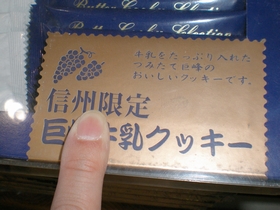 Butter Cooky Selection
牛乳をたっぷり入れた
つみたて巨峰の
おいしいクッキーです。
信州限定
巨 牛乳クッキー